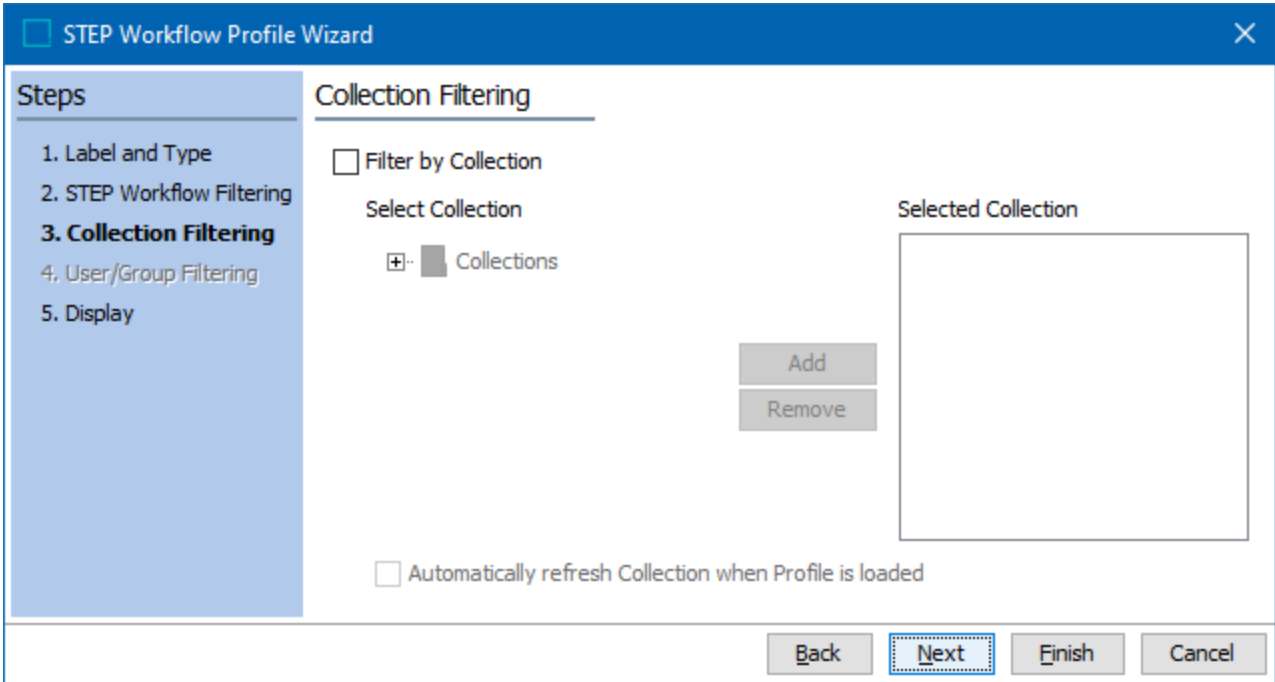 STEP Workflow Profile Wizard
Steps
1. Label and Type
2. STEP Workflow Filtering
3. Collection Filtering
4. User/Group Filtering
5. Display
Collection Filtering
Filter by Collection
Select Collection
Collections
Add
Remove
Selected Collection
Automatically refresh Collection when Profile is loaded
Back
Next
Finish
Cancel